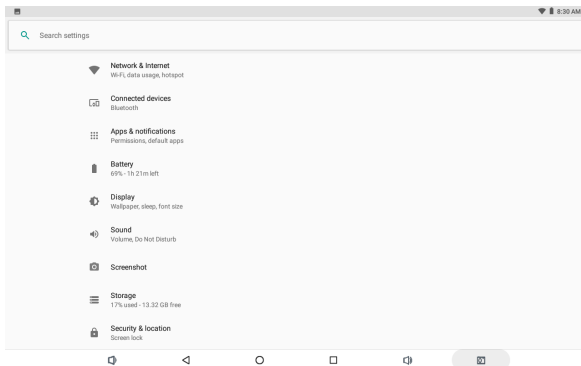 8:30 AM
Search settings
Network & Internet
Wi-Fi, data usage, hotspot
Connected devices
Bluetooth
Apps & notifications
Permissions, default apps
Battery
69% - 1h 21m left
Display
Wallpaper, sleep, font size
Sound
Volume, Do Not Disturb
Screenshot
Storage
17% used - 13.32 GB free
Security & location
Screen lock